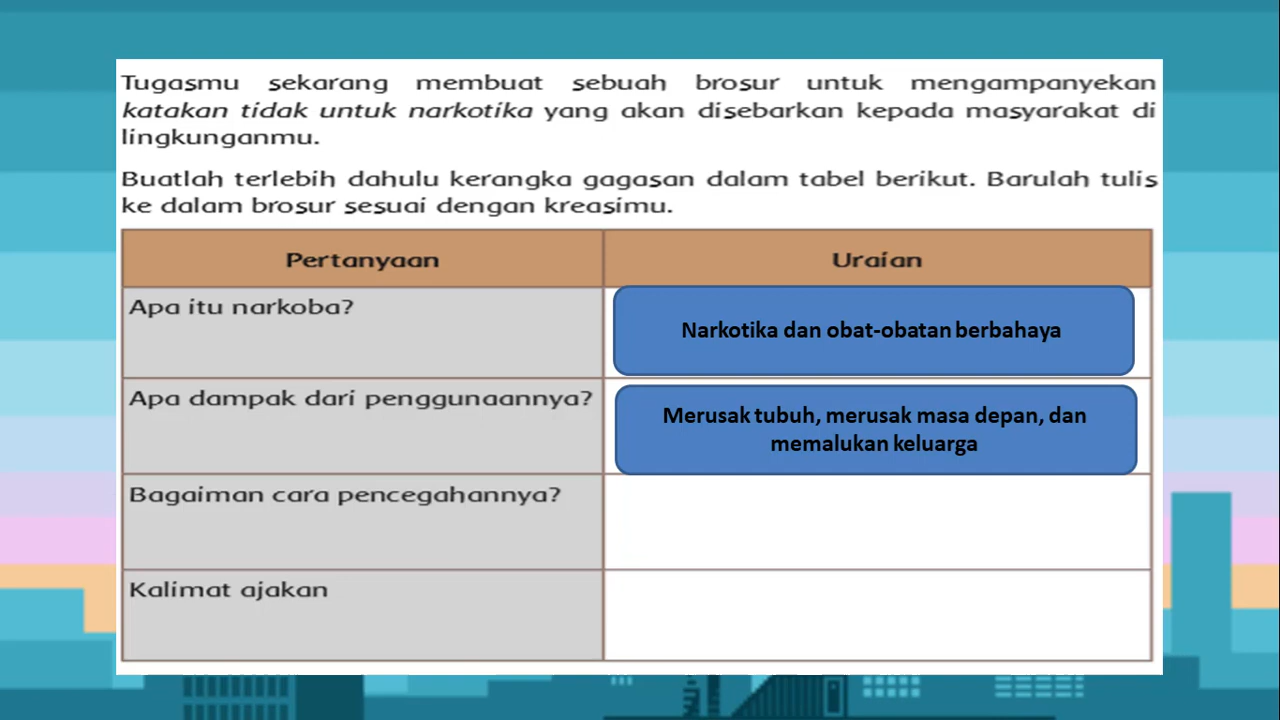 Tugasmu sekarang membuat sebuah brosur untuk mengampanyekan
katakan tidak untuk narkotika yang akan disebarkan kepada masyarakat di
lingkunganmu.
Buatlah terlebih dahulu kerangka gagasan dalam tabel berikut. Barulah tulis
ke dalam brosur sesuai dengan kreasimu.
Pertanyaan
Uraian
Apa itu narkoba?
Narkotika dan obat-obatan berbahaya
Apa dampak dari penggunaannya?
Merusak tubuh, merusak masa depan, dan
memalukan keluarga
Bagaiman cara pencegahannya?
Kalimat ajakan